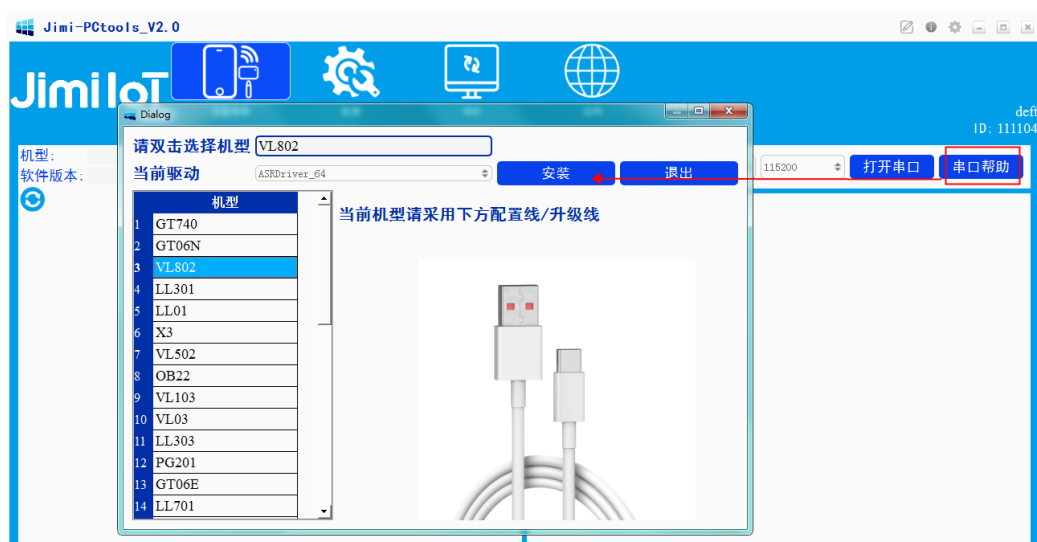 Jimi-PCtools_V2.0
JimiIoT
Dialog
deft
ID: 111104
请双击选择机型 VL802
机型:
当前驱动 ASRDriver_64 安装 退出
115200 打开串口 串口帮助
软件版本:
机型
当前机型请采用下方配置线/升级线
1 GT740
2 GT06N
3 VL802
4 LL301
5 LL01
6 X3
7 VL502
8 OB22
9 VL103
10 VL03
11 LL303
12 PG201
13 GT06E
14 LL701